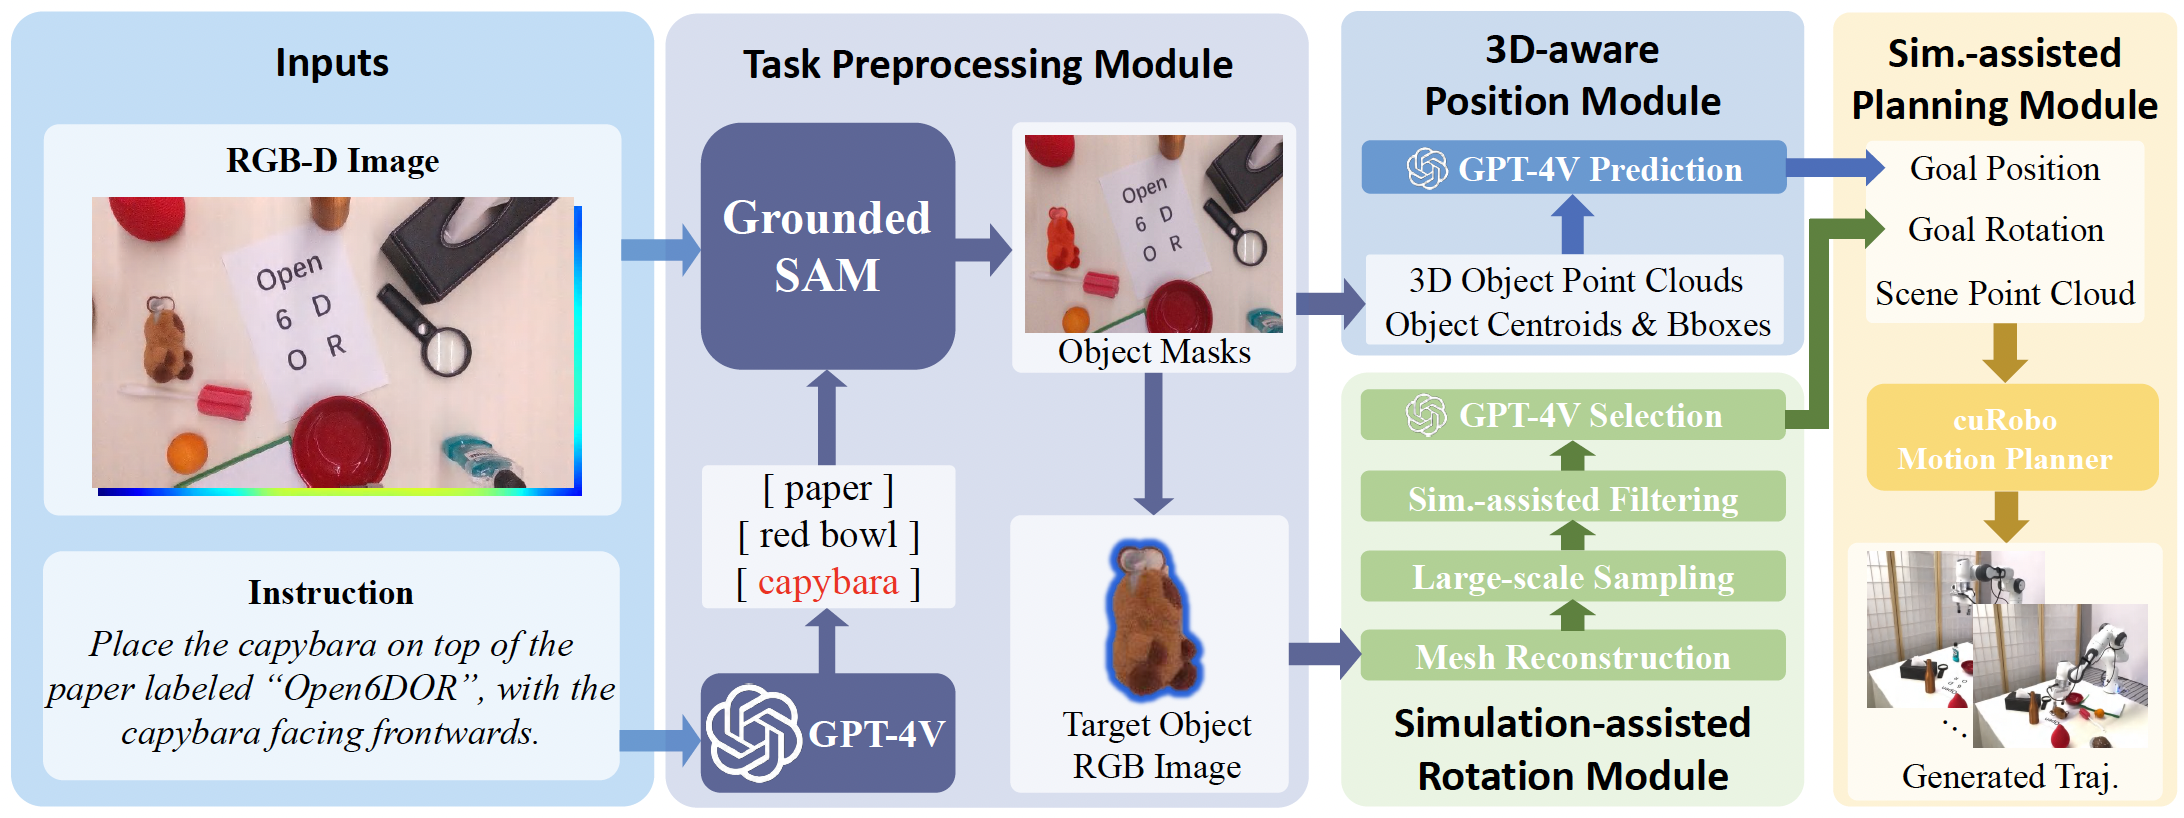 Inputs
RGB-D Image
Open
6 D
O R
Instruction
Place the capybara on top of the
paper labeled “Open6DOR”, with the
capybara facing frontwards.
Task Preprocessing Module
Grounded
SAM
[ paper ]
[ red bowl ]
[ capybara ]
GPT-4V
Open
6 D
O R
Object Masks
Target Object
RGB Image
3D-aware
Position Module
GPT-4V Prediction
3D Object Point Clouds
Object Centroids & Bboxes
GPT-4V Selection
Sim.-assisted Filtering
Large-scale Sampling
Mesh Reconstruction
Simulation-assisted
Rotation Module
Sim.-assisted
Planning Module
Goal Position
Goal Rotation
Scene Point Cloud
cuRobo
Motion Planner
Generated Traj.